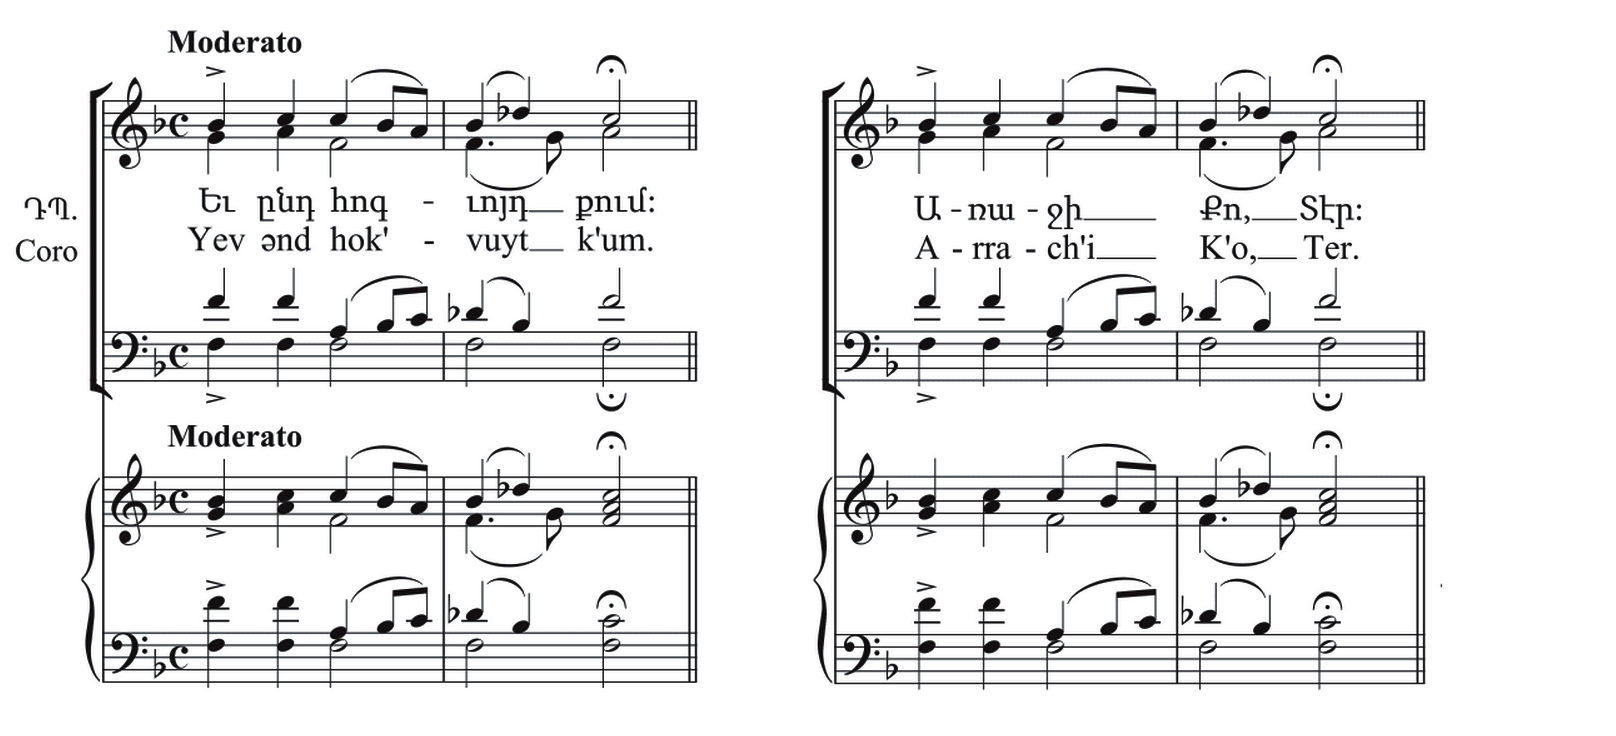 Moderato
ԴՊ. Եւ ընդ հոգ - ւոյդ քում:
Coro Yev ənd hok' - vuyt k'um.
Moderato
Ա - ռա - ջի Քո, Տէր:
A - rra - ch'i K'o, Ter.